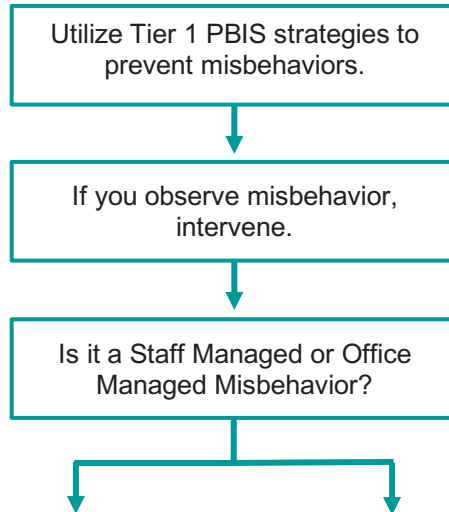 Utilize Tier 1 PBIS strategies to
prevent misbehaviors.
If you observe misbehavior,
intervene.
Is it a Staff Managed or Office
Managed Misbehavior?